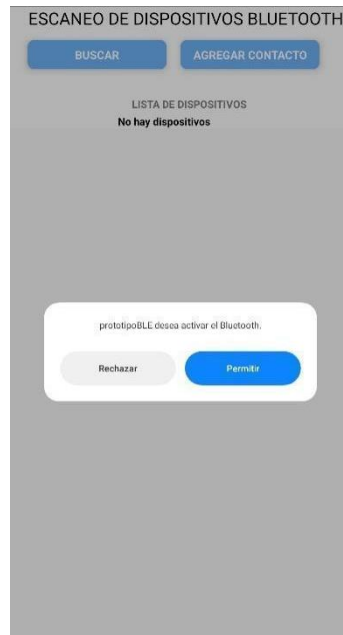 ESCANEO DE DISPOSITIVOS BLUETOOTH
BUSCAR AGREGAR CONTACTO
LISTA DE DISPOSITIVOS
No hay dispositivos
prototipoBLE desea activar el Bluetooth.
Rechazar Permitir